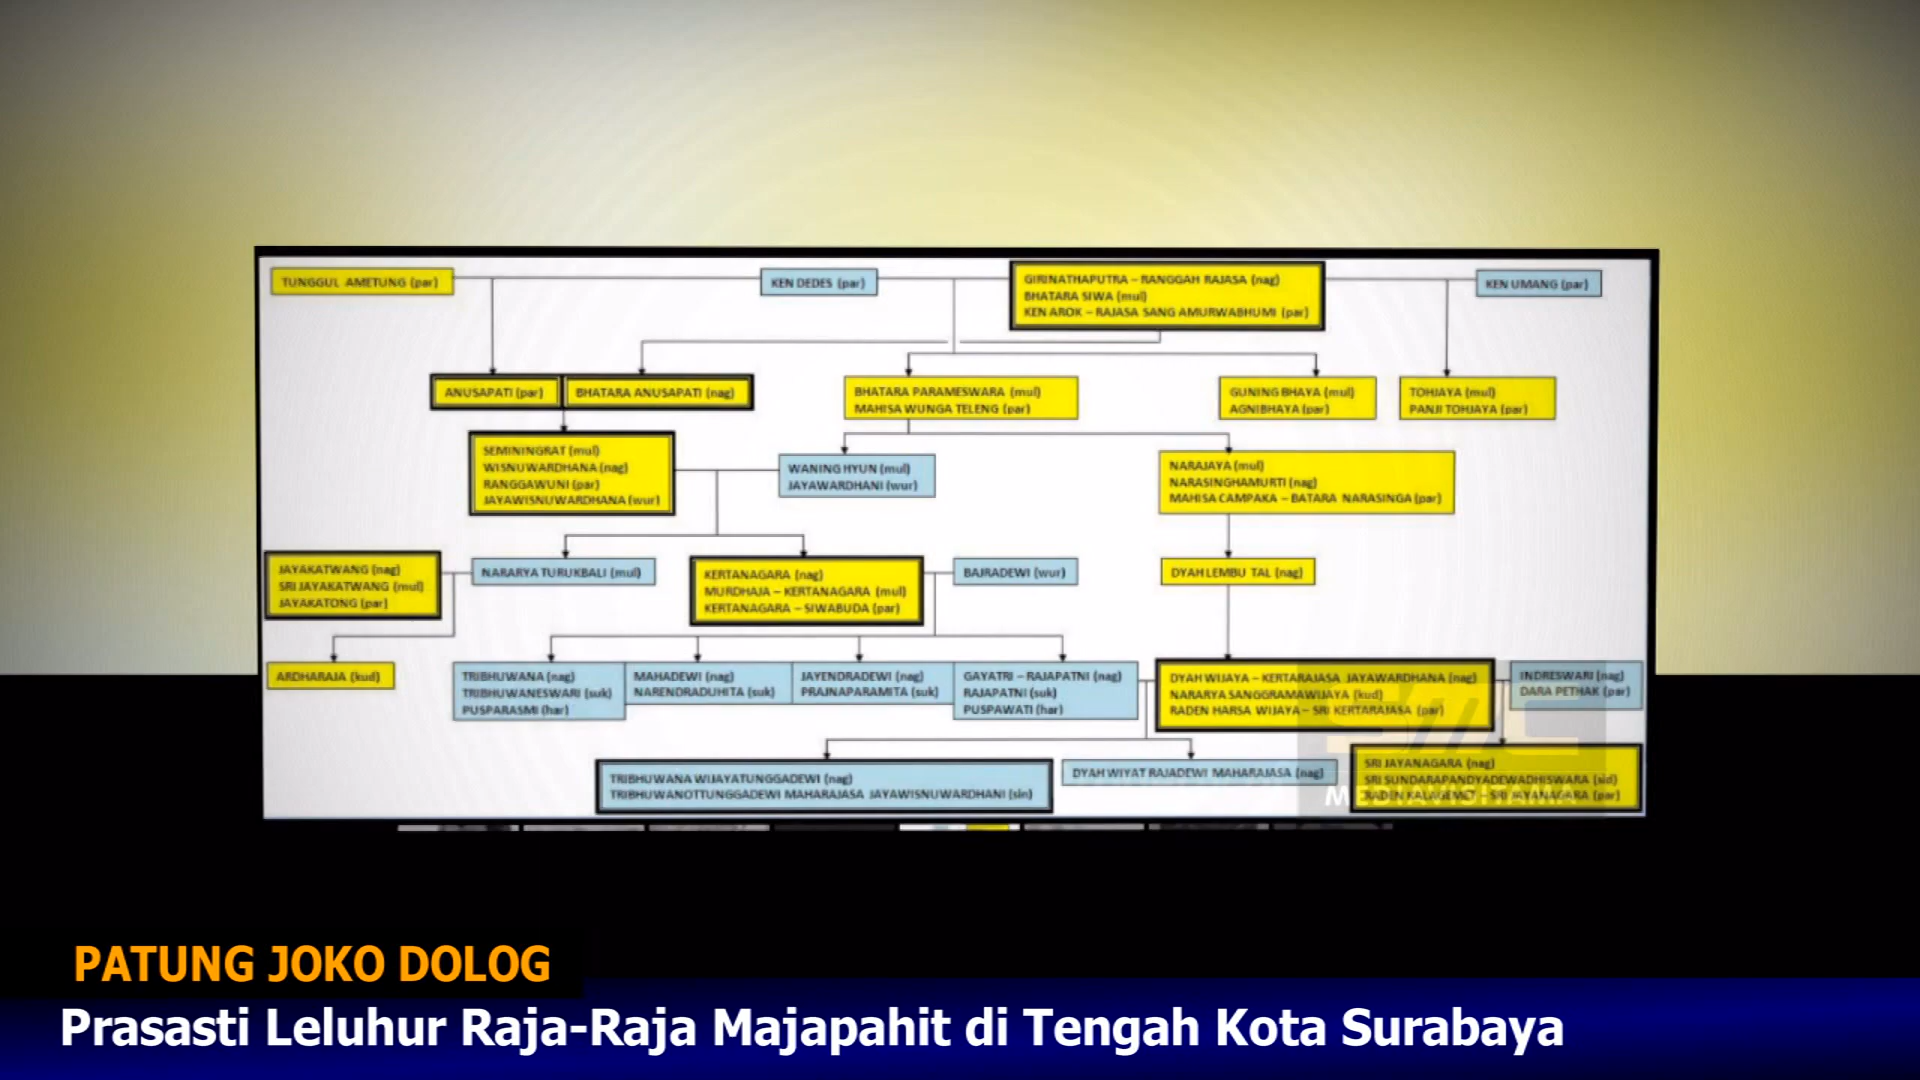 TUNGGUL AMETUNG (par)
KEN DEDES (par)
GIRINATHAPUTRA – RANGGAH RAJASA (nag)
BHATARA SIWA (mul)
KEN AROK – RAJASA SANG AMURWABHUMI (par)
KEN UMANG (par)
ANUSAPATI (par)
BHATARA ANUSAPATI (nag)
BHATARA PARAMESWARA (mul)
MAHISA WUNGA TELENG (par)
GUNING BHAYA (mul)
AGNIBHAYA (par)
TOHJAYA (mul)
PANJI TOHJAYA (par)
SEMININGRAT (mul)
WISNUWARDHANA (nag)
RANGGAWUNI (par)
JAYAWISNUWARDHANA (wur)
WANING HYUN (mul)
JAYAWARDHANI (wur)
NARAJAYA (mul)
NARASINGHAMURTI (nag)
MAHISA CAMPAKA – BATARA NARASINGA (par)
JAYAKATWANG (nag)
SRI JAYAKATWANG (mul)
JAYAKATONG (par)
NARARYA TURUKBALI (mul)
KERTANAGARA (nag)
MURDHAJA – KERTANAGARA (mul)
KERTANAGARA – SIWABUDA (par)
BAJRADEWI (wur)
DYAH LEMBU TAL (nag)
ARDHARAJA (kud)
TRIBHUWANA (nag)
TRIBHUWANESWARI (suk)
PUSPARASMI (har)
MAHADEWI (nag)
NARENDRADUHITA (suk)
JAYENDRADEWI (nag)
PRAJNAPARAMITA (suk)
GAYATRI – RAJAPATNI (nag)
RAJAPATNI (suk)
PUSPAWATI (har)
DYAH WIJAYA – KERTARAJASA JAYAWARDHANA (nag)
NARARYA SANGGRAMAWIJAYA (kud)
RADEN HARSA WIJAYA – SRI KERTARAJASA (par)
INDRESWARI (nag)
DARA PETHAK (par)
TRIBHUWANA WIJAYATUNGGADEWI (nag)
TRIBHUWANOTTUNGGADEWI MAHARAJASA JAYAWISNUWARDHANI (sin)
DYAH WIYAT RAJADEWI MAHARAJASA (nag)
SRI JAYANAGARA (nag)
SRI SUNDARAPANDYADEWADHISWARA (sid)
RADEN KALAGEMET – SRI JAYANAGARA (par)
PATUNG JOKO DOLOG
Prasasti Leluhur Raja-Raja Majapahit di Tengah Kota Surabaya